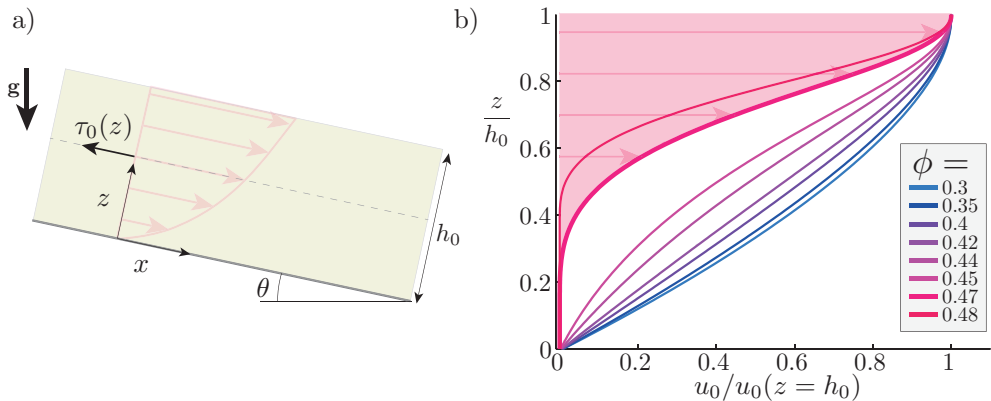 a)
g
τ₀(z)
z
x
θ
h₀
b)
z/h₀
1
0.8
0.6
0.4
0.2
0
0 0.2 0.4 0.6 0.8 1
u₀/u₀(z = h₀)
ϕ =
0.3
0.35
0.4
0.42
0.44
0.45
0.47
0.48